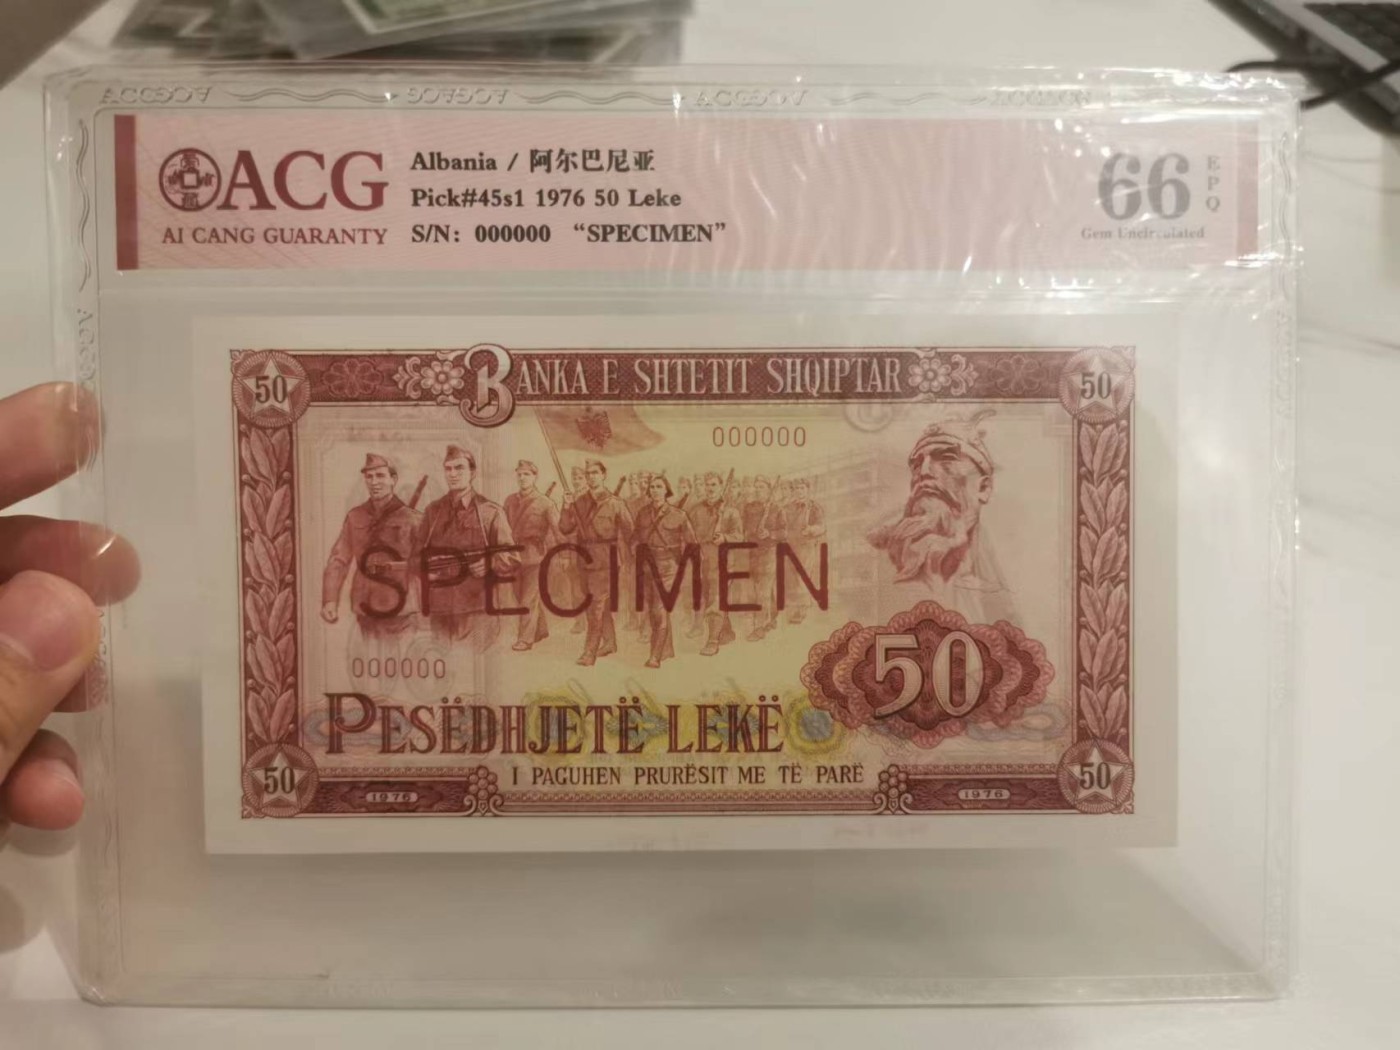 ACG
AI CANG GUARANTY
Albania / 阿尔巴尼亚
Pick#45s1 1976 50 Leke
S/N: 000000 “SPECIMEN”
66
EPQ
Gem Uncirculated
50
BANKA E SHTETIT SHQIPTAR
50
000000
SPECIMEN
000000
50
PESËDHJETË LEKË
I PAGUHEN PRURËSIT ME TË PARË
50
1976
1976
50